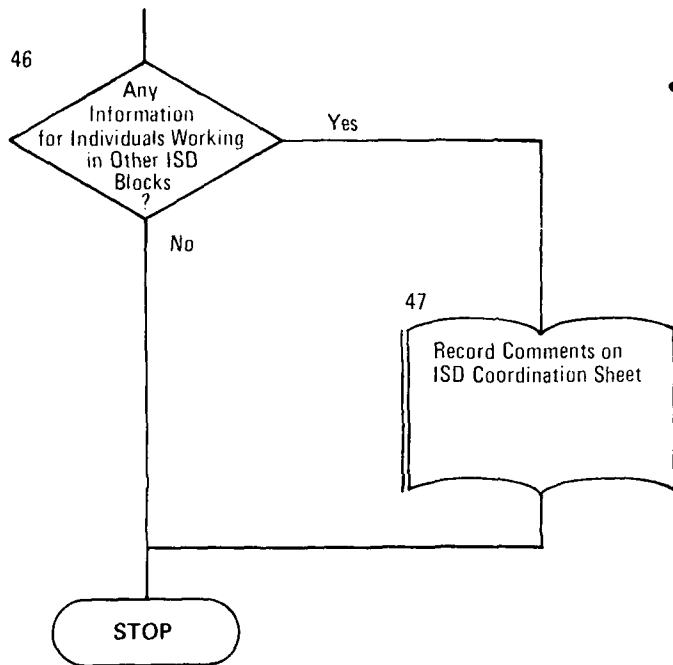 46
Any
Information
for Individuals Working
in Other ISD
Blocks
?
Yes
No
47
Record Comments on
ISD Coordination Sheet
STOP